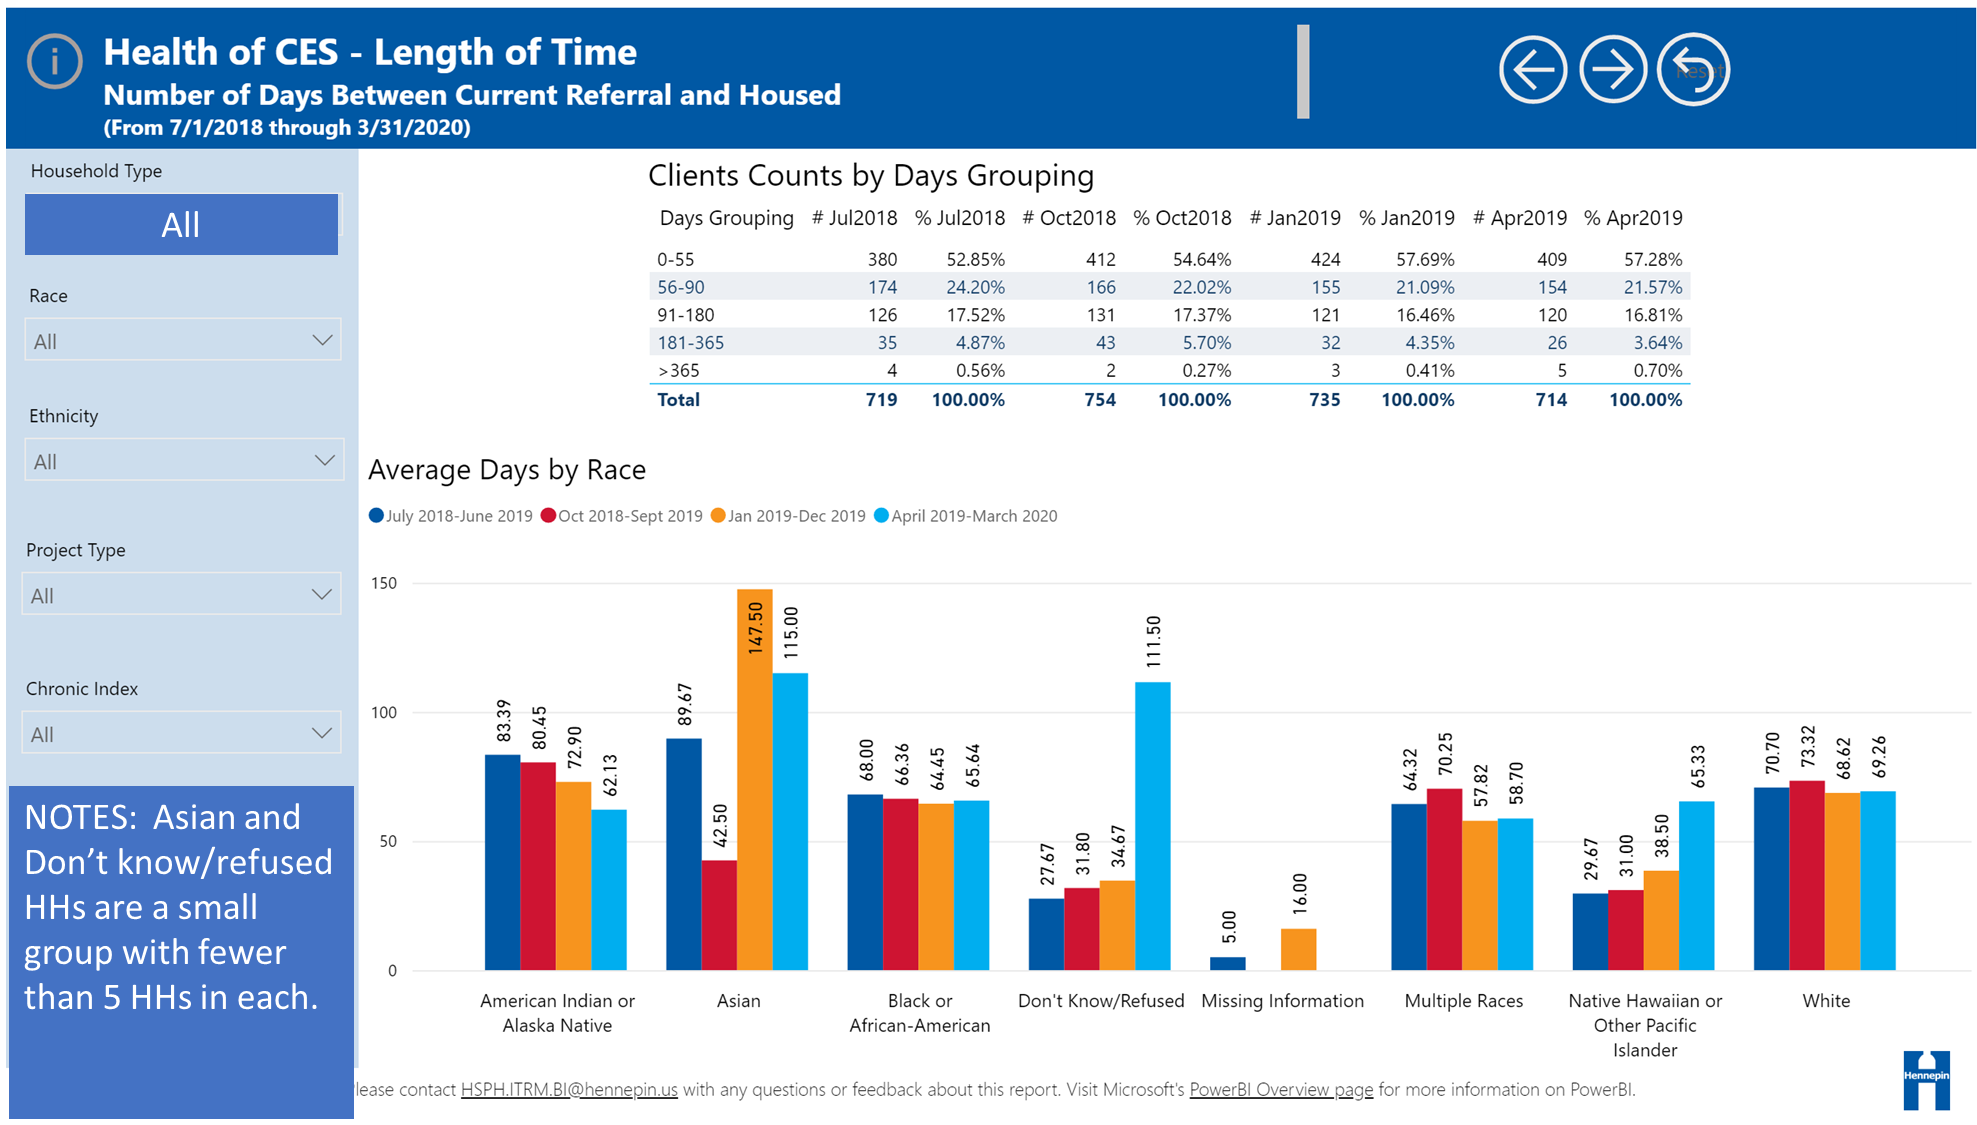 Health of CES - Length of Time
Number of Days Between Current Referral and Housed
(From 7/1/2018 through 3/31/2020)
Reset
Household Type
All
Race
All
Ethnicity
All
Project Type
All
Chronic Index
All
NOTES: Asian and
Don't know/refused
HHs are a small
group with fewer
than 5 HHs in each.
Clients Counts by Days Grouping
Days Grouping # Jul2018 % Jul2018 # Oct2018 % Oct2018 # Jan2019 % Jan2019 # Apr2019 % Apr2019
0-55 380 52.85% 412 54.64% 424 57.69% 409 57.28%
56-90 174 24.20% 166 22.02% 155 21.09% 154 21.57%
91-180 126 17.52% 131 17.37% 121 16.46% 120 16.81%
181-365 35 4.87% 43 5.70% 32 4.35% 26 3.64%
>365 4 0.56% 2 0.27% 3 0.41% 5 0.70%
Total 719 100.00% 754 100.00% 735 100.00% 714 100.00%
Average Days by Race
July 2018-June 2019 Oct 2018-Sept 2019 Jan 2019-Dec 2019 April 2019-March 2020
150
100
50
0
83.39 80.45 72.90 62.13
89.67 42.50 147.50 115.00
68.00 66.36 64.45 65.64
27.67 31.80 34.67 111.50
5.00 16.00
64.32 70.25 57.82 58.70
29.67 31.00 38.50 65.33
70.70 73.32 68.62 69.26
American Indian or
Alaska Native
Asian
Black or
African-American
Don't Know/Refused
Missing Information
Multiple Races
Native Hawaiian or
Other Pacific
Islander
White
lease contact HSPH.ITRM.BI@hennepin.us with any questions or feedback about this report. Visit Microsoft's PowerBI Overview page for more information on PowerBI.
Hennepin